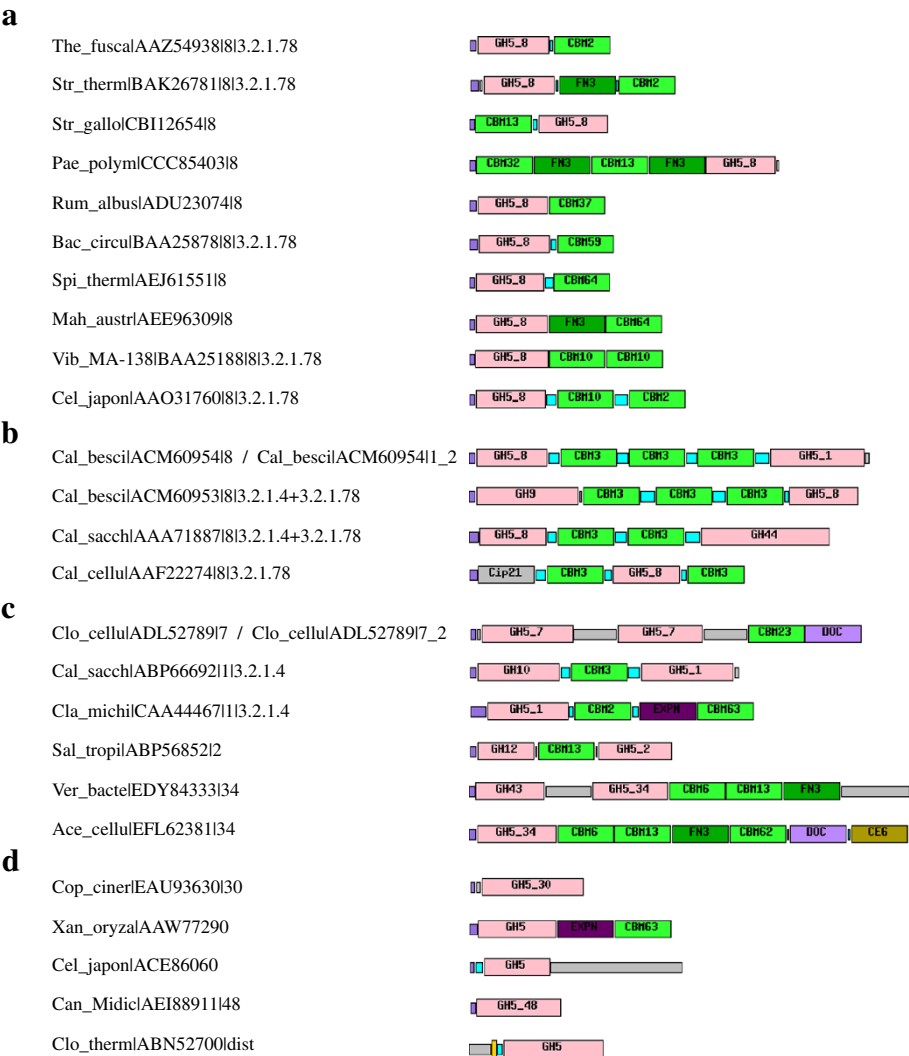 a
The_fusca|AAZ54938|8|3.2.1.78 GH5_8 CBM2
Str_therm|BAK26781|8|3.2.1.78 GH5_8 FN3 CBM2
Str_gallo|CBI12654|8 CBM13 GH5_8
Pae_polym|CCC85403|8 CBM32 FN3 CBM13 FN3 GH5_8
Rum_albus|ADU23074|8 GH5_8 CBM37
Bac_circu|BAA25878|8|3.2.1.78 GH5_8 CBM59
Spi_therm|AEJ61551|8 GH5_8 CBM64
Mah_austr|AEE96309|8 GH5_8 FN3 CBM64
Vib_MA-138|BAA25188|8|3.2.1.78 GH5_8 CBM10 CBM10
Cel_japon|AAO31760|8|3.2.1.78 GH5_8 CBM10 CBM2
b
Cal_besci|ACM60954|8 / Cal_besci|ACM60954|1_2 GH5_8 CBM3 CBM3 CBM3 GH5_1
Cal_besci|ACM60953|8|3.2.1.4+3.2.1.78 GH9 CBM3 CBM3 CBM3 GH5_8
Cal_sacch|AAA71887|8|3.2.1.4+3.2.1.78 GH5_8 CBM3 CBM3 GH44
Cal_cellu|AAF22274|8|3.2.1.78 Cip21 CBM3 GH5_8 CBM3
c
Clo_cellu|ADL52789|7 / Clo_cellu|ADL52789|7_2 GH5_7 GH5_7 CBM23 DOC
Cal_sacch|ABP66692|1|3.2.1.4 GH10 CBM3 GH5_1
Cla_michi|CAA44467|1|3.2.1.4 GH5_1 CBM2 EXPN CBM63
Sal_tropi|ABP56852|2 GH12 CBM13 GH5_2
Ver_bacte|EDY84333|34 GH43 GH5_34 CBM6 CBM13 FN3
Ace_cellu|EFL62381|34 GH5_34 CBM6 CBM13 FN3 CBM62 DOC CE6
d
Cop_ciner|EAU93630|30 GH5_30
Xan_oryza|AAW77290 GH5 EXPN CBM63
Cel_japon|ACE86060 GH5
Can_Midic|AEI88911|48 GH5_48
Clo_therm|ABN52700|dist GH5